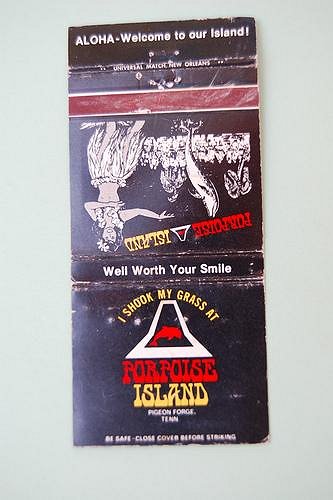 ALOHA-Welcome to our Island!
UNIVERSAL MATCH, NEW ORLEANS
PORPOISE
ISLAND
Well Worth Your Smile
I SHOOK MY GRASS AT
PORPOISE
ISLAND
PIGEON FORGE,
TENN
BE SAFE-CLOSE COVER BEFORE STRIKING